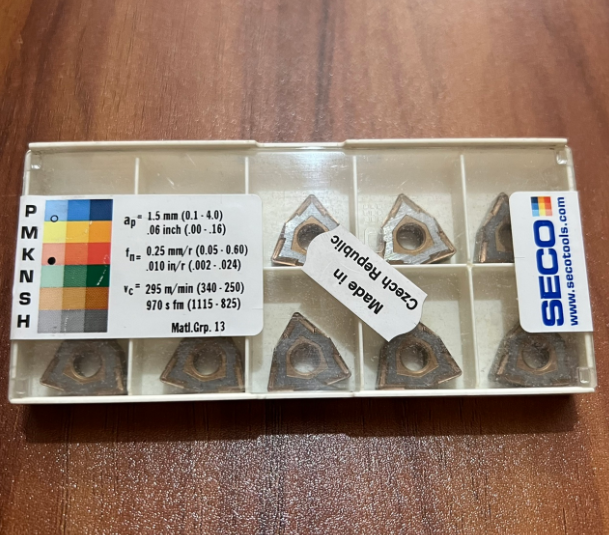 P
M
K
N
S
H
ap= 1.5 mm (0.1 - 4.0)
.06 inch (.00 - .16)
fn= 0.25 mm/r (0.05 - 0.60)
.010 in/r (.002 - .024)
vc= 295 m/min (340 - 250)
970 s fm (1115 - 825)
Matl.Grp. 13
Made in
Czech Republic
SECO
www.secotools.com